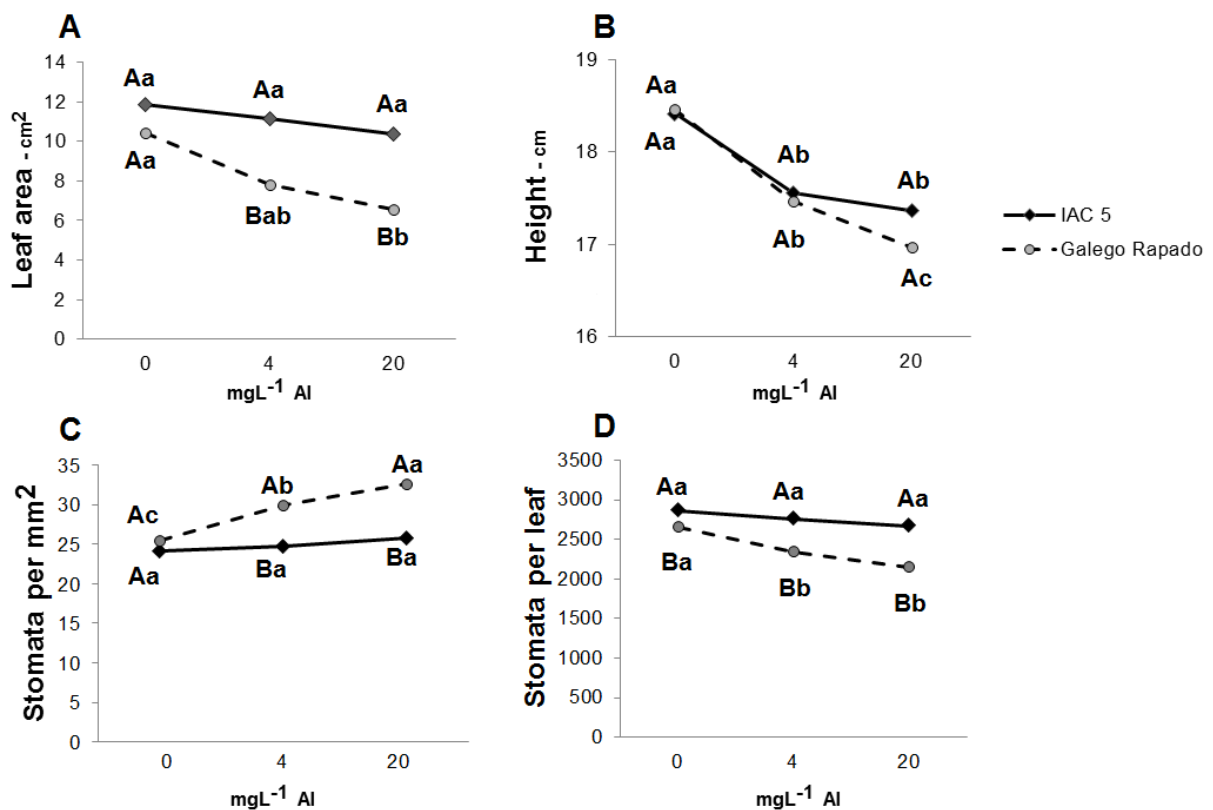 A
Leaf area - cm²
14
12
10
8
6
4
2
0
Aa
Aa
Aa
Aa
Bab
Bb
0 4 20
mgL⁻¹ Al
B
Height - cm
19
18
17
16
Aa
Aa
Ab
Ab
Ab
Ac
0 4 20
mgL⁻¹ Al
IAC 5
Galego Rapado
C
Stomata per mm²
35
30
25
20
15
10
5
0
Ac
Ab
Aa
Aa
Ba
Ba
0 4 20
mgL⁻¹ Al
D
Stomata per leaf
3500
3000
2500
2000
1500
1000
500
0
Aa
Aa
Aa
Ba
Bb
Bb
0 4 20
mgL⁻¹ Al